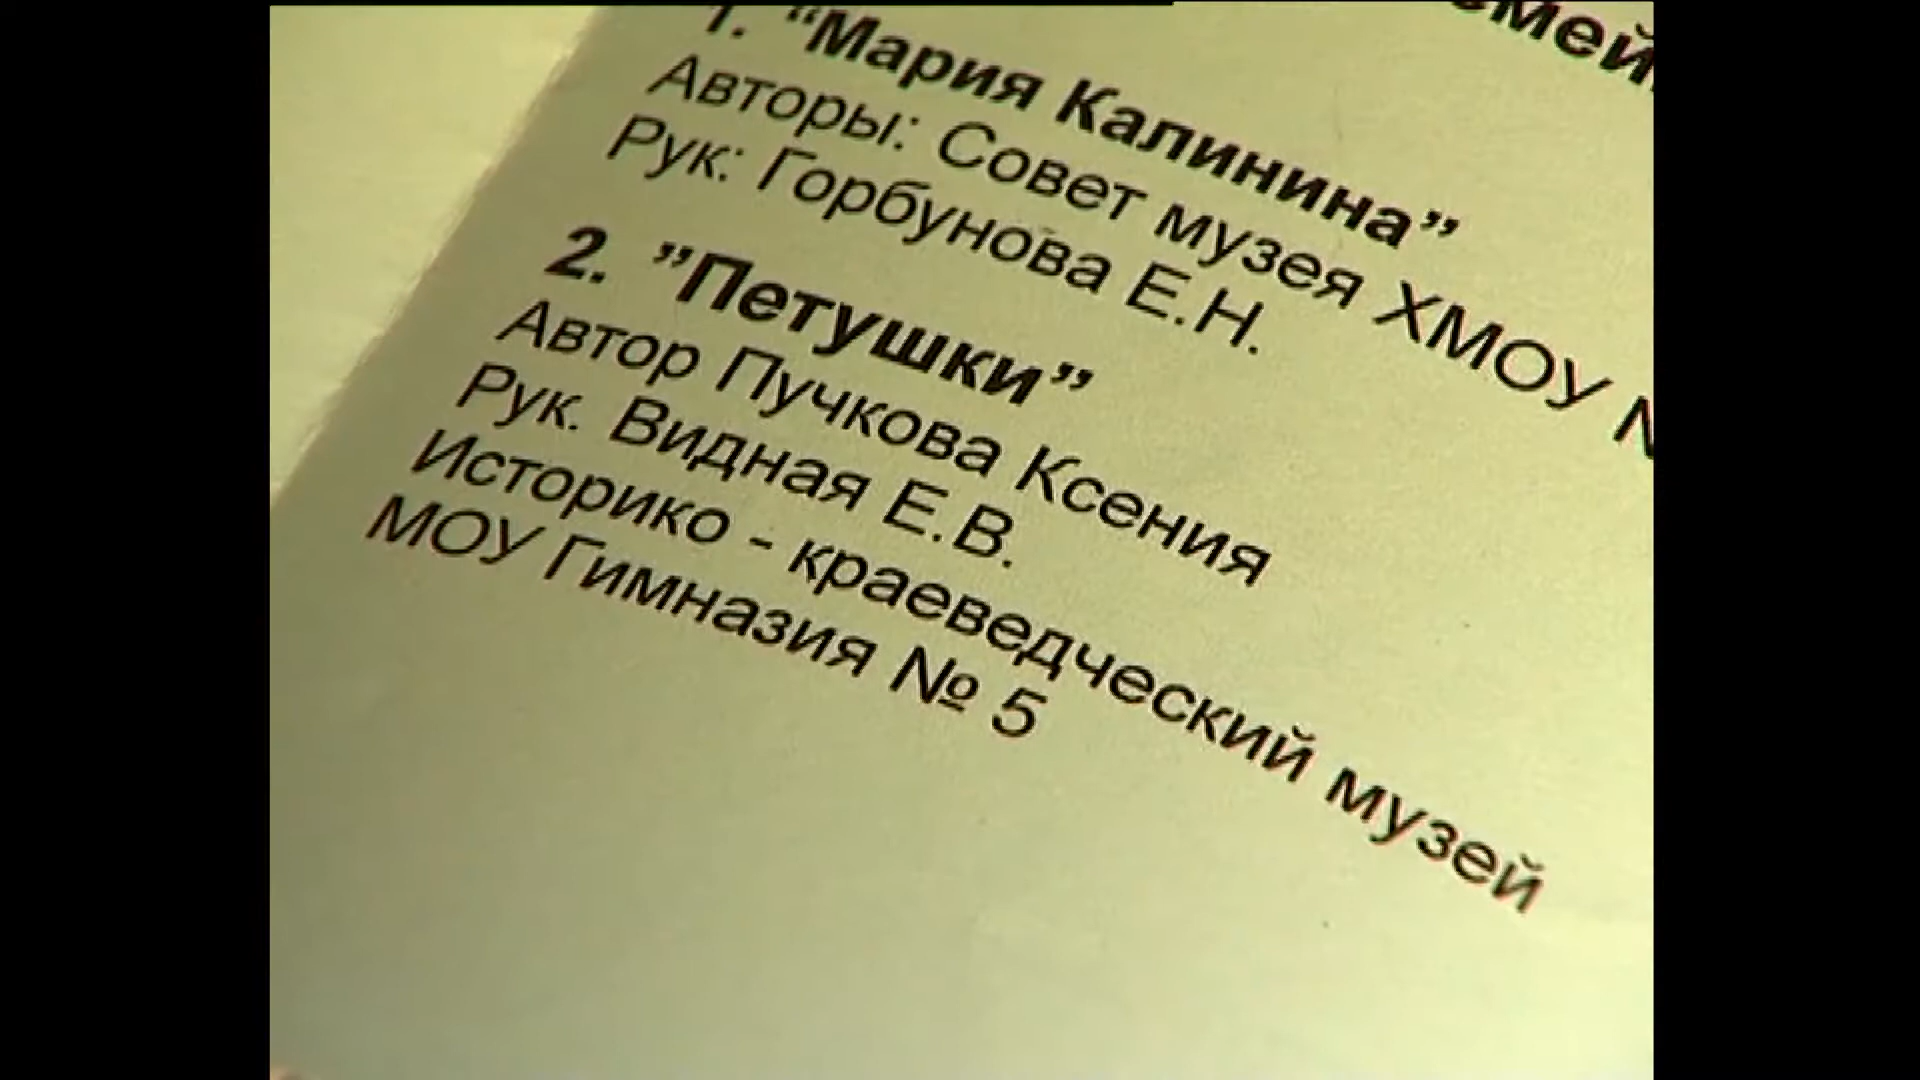 1. “Мария Калинина”
Авторы: Совет музея ХМОУ
Рук: Горбунова Е.Н.
2. ”Петушки”
Автор Пучкова Ксения
Рук. Видная Е.В.
Историко - краеведческий музей
МОУ Гимназия № 5